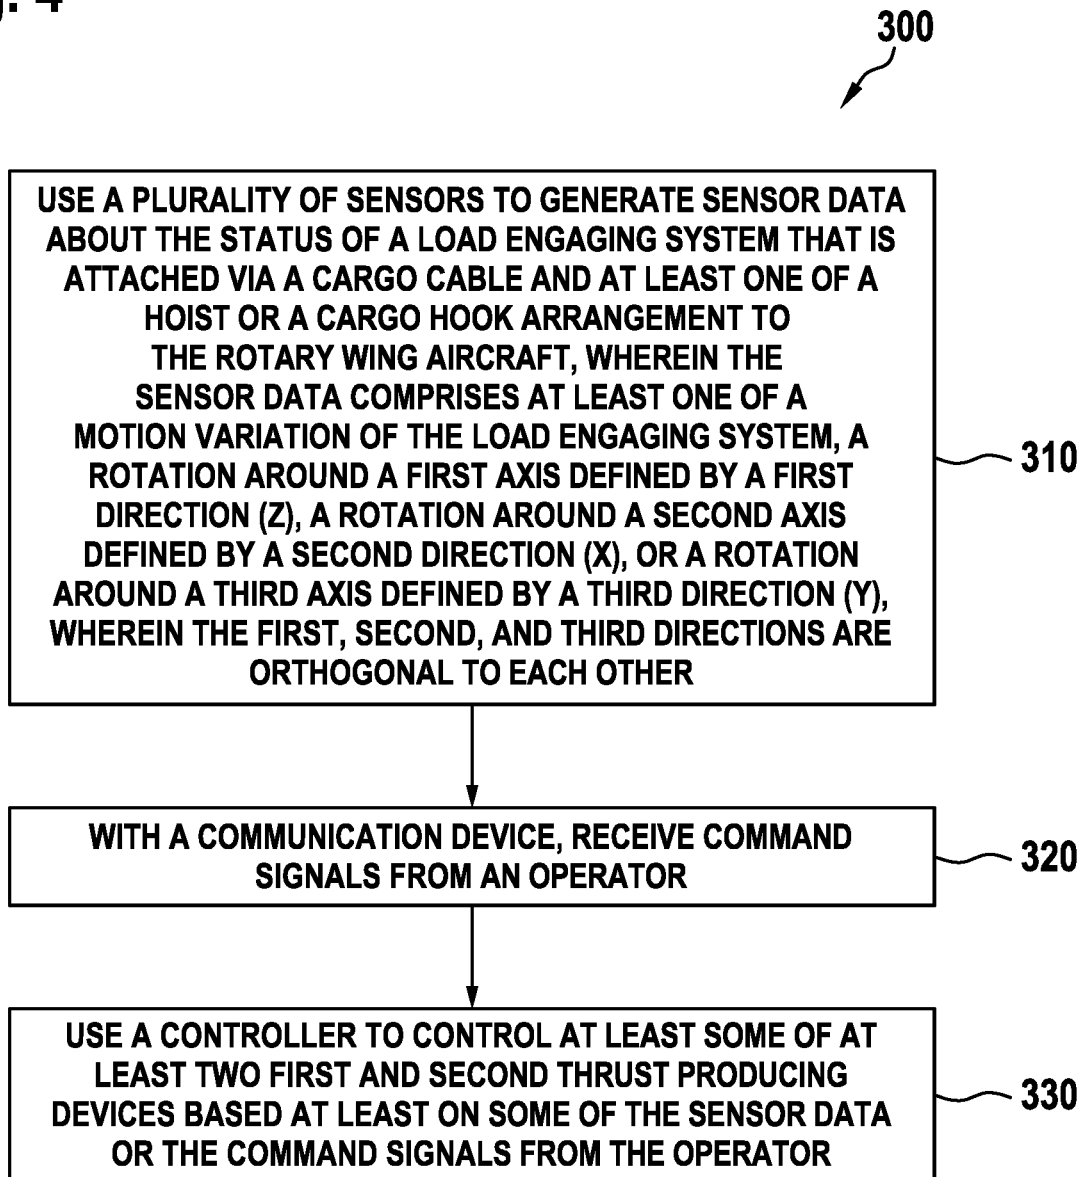 . 4
300
USE A PLURALITY OF SENSORS TO GENERATE SENSOR DATA
ABOUT THE STATUS OF A LOAD ENGAGING SYSTEM THAT IS
ATTACHED VIA A CARGO CABLE AND AT LEAST ONE OF A
HOIST OR A CARGO HOOK ARRANGEMENT TO
THE ROTARY WING AIRCRAFT, WHEREIN THE
SENSOR DATA COMPRISES AT LEAST ONE OF A
MOTION VARIATION OF THE LOAD ENGAGING SYSTEM, A
ROTATION AROUND A FIRST AXIS DEFINED BY A FIRST
DIRECTION (Z), A ROTATION AROUND A SECOND AXIS
DEFINED BY A SECOND DIRECTION (X), OR A ROTATION
AROUND A THIRD AXIS DEFINED BY A THIRD DIRECTION (Y),
WHEREIN THE FIRST, SECOND, AND THIRD DIRECTIONS ARE
ORTHOGONAL TO EACH OTHER
310
WITH A COMMUNICATION DEVICE, RECEIVE COMMAND
SIGNALS FROM AN OPERATOR
320
USE A CONTROLLER TO CONTROL AT LEAST SOME OF AT
LEAST TWO FIRST AND SECOND THRUST PRODUCING
DEVICES BASED AT LEAST ON SOME OF THE SENSOR DATA
OR THE COMMAND SIGNALS FROM THE OPERATOR
330